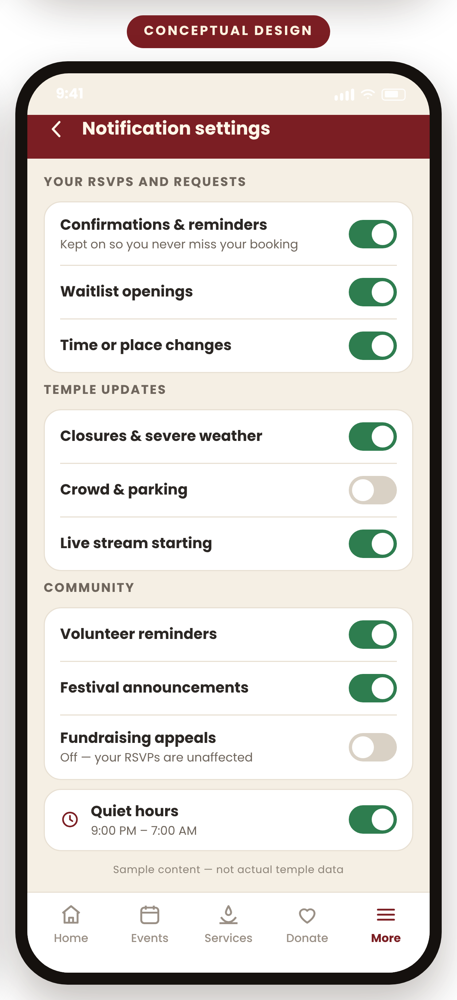 CONCEPTUAL DESIGN
9:41
Notification settings
YOUR RSVPS AND REQUESTS
Confirmations & reminders
Kept on so you never miss your booking
Waitlist openings
Time or place changes
TEMPLE UPDATES
Closures & severe weather
Crowd & parking
Live stream starting
COMMUNITY
Volunteer reminders
Festival announcements
Fundraising appeals
Off — your RSVPs are unaffected
Quiet hours
9:00 PM – 7:00 AM
Sample content — not actual temple data
Home Events Services Donate More